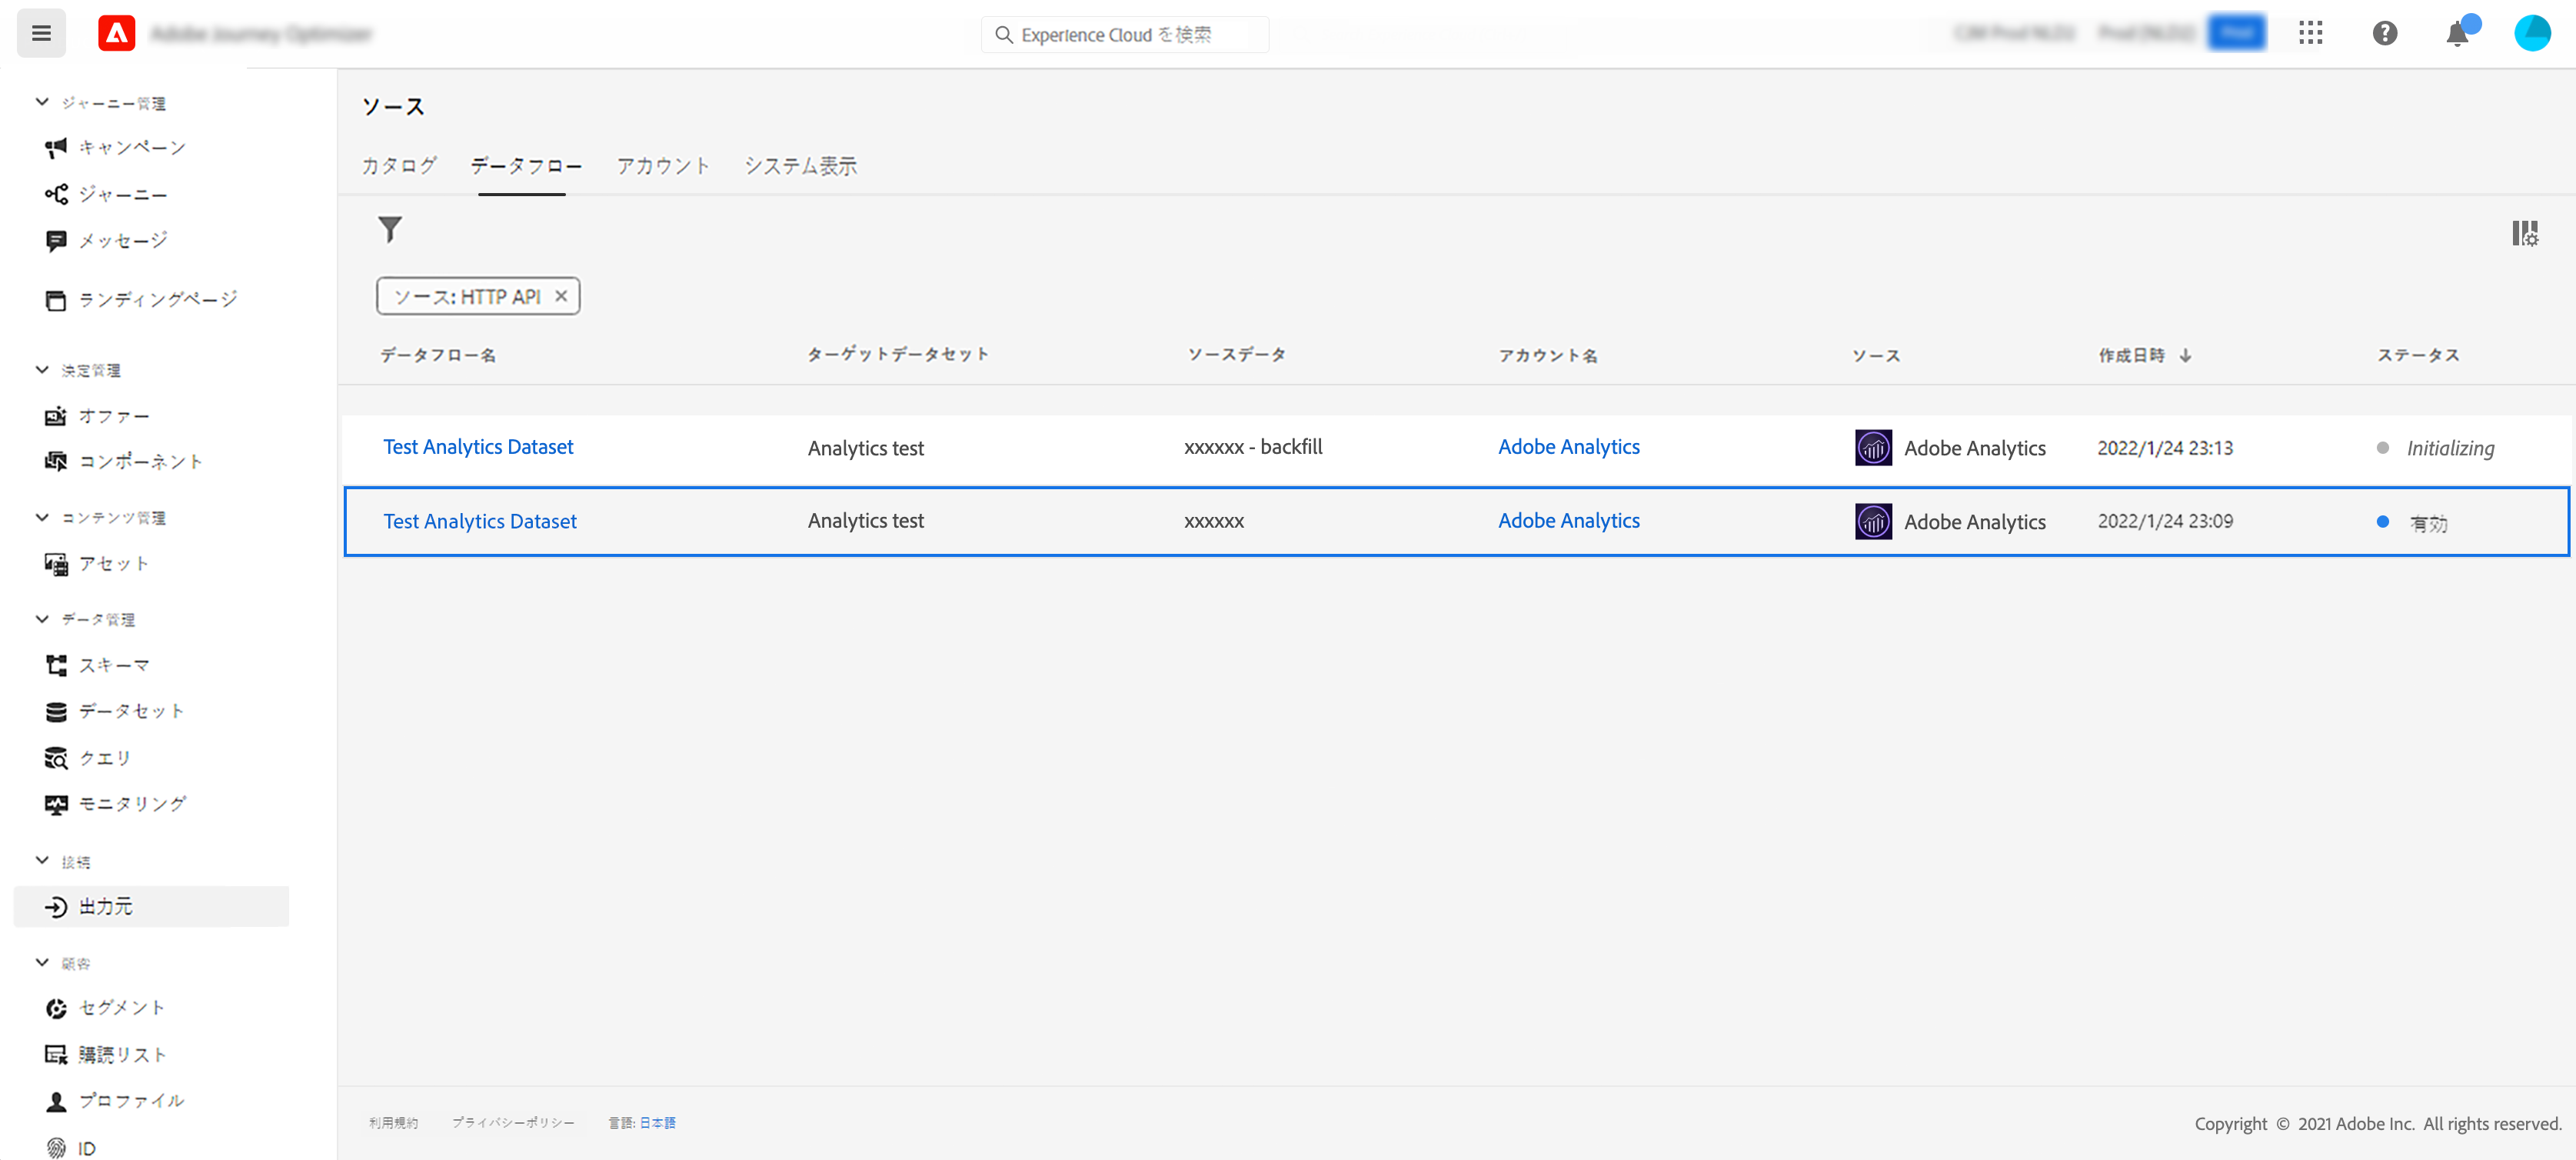 Adobe Journey Optimizer
Experience Cloud を検索
ジャーニー管理
キャンペーン
ジャーニー
メッセージ
ランディングページ
決定管理
オファー
コンポーネント
コンテンツ管理
アセット
データ管理
スキーマ
データセット
クエリ
モニタリング
接続
出力元
顧客
セグメント
購読リスト
プロファイル
ID
ソース
カタログ データフロー アカウント システム表示
ソース: HTTP API ×
データフロー名 ターゲットデータセット ソースデータ アカウント名 ソース 作成日時 ↓ ステータス
Test Analytics Dataset Analytics test xxxxxx - backfill Adobe Analytics Adobe Analytics 2022/1/24 23:13 Initializing
Test Analytics Dataset Analytics test xxxxxx Adobe Analytics Adobe Analytics 2022/1/24 23:09 有効
利用規約 プライバシーポリシー 言語: 日本語
Copyright © 2021 Adobe Inc. All rights reserved.